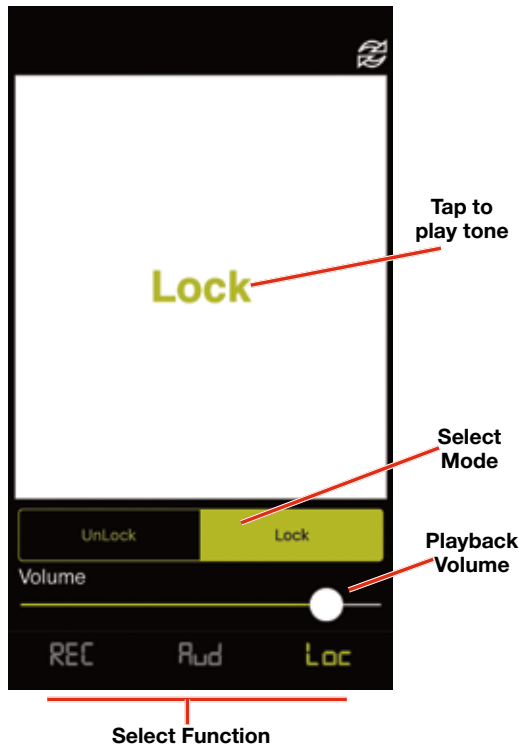 Tap to
play tone
Lock
Select
Mode
UnLock
Lock
Playback
Volume
Volume
REC
Aud
Loc
Select Function